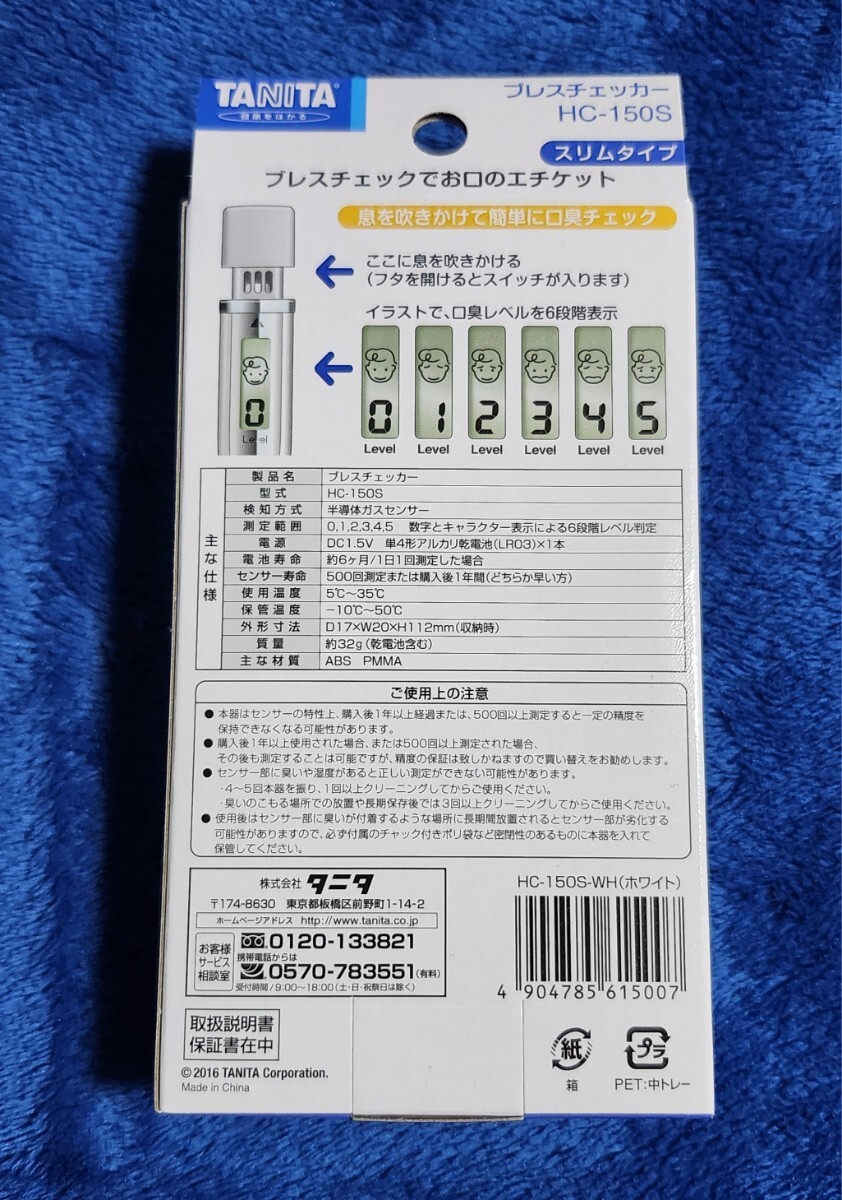 TANITA
健康をはかる
ブレスチェッカー
HC-150S
スリムタイプ
ブレスチェックでお口のエチケット
息を吹きかけて簡単に口臭チェック
ここに息を吹きかける
(フタを開けるとスイッチが入ります)
イラストで、口臭レベルを6段階表示
0
Level
0 1 2 3 4 5
Level Level Level Level Level Level
主な仕様
製品名 ブレスチェッカー
型式 HC-150S
検知方式 半導体ガスセンサー
測定範囲 0,1,2,3,4,5 数字とキャラクター表示による6段階レベル判定
電源 DC1.5V 単4形アルカリ乾電池(LR03)×1本
電池寿命 約6ヶ月/1日1回測定した場合
センサー寿命 500回測定または購入後1年間(どちらか早い方)
使用温度 5℃～35℃
保管温度 －10℃～50℃
外形寸法 D17×W20×H112mm(収納時)
質量 約32g(乾電池含む)
主な材質 ABS PMMA
ご使用上の注意
● 本器はセンサーの特性上、購入後1年以上経過または、500回以上測定すると一定の精度を
保持できなくなる可能性があります。
● 購入後1年以上使用された場合、または500回以上測定された場合、
その後も測定することは可能ですが、精度の保証は致しかねますので買い替えをお勧めします。
● センサー部に臭いや湿度があると正しい測定ができない可能性があります。
・4～5回本器を振り、1回以上クリーニングしてからご使用ください。
・臭いのこもる場所での放置や長期保存後では3回以上クリーニングしてからご使用ください。
● 使用後はセンサー部に臭いが付着するような場所に長期間放置されるとセンサー部が劣化する
可能性がありますので、必ず付属のチャック付きポリ袋など密閉性のあるものに本器を入れて
保管してください。
株式会社 タニタ
〒174-8630 東京都板橋区前野町1-14-2
ホームページアドレス http://www.tanita.co.jp
お客様
サービス
相談室
0120-133821
携帯電話からは
0570-783551(有料)
受付時間/9:00～18:00(土・日・祝祭日は除く)
HC-150S-WH(ホワイト)
4 904785 615007
取扱説明書
保証書在中
©2016 TANITA Corporation.
Made in China
紙
箱
プラ
PET:中トレー